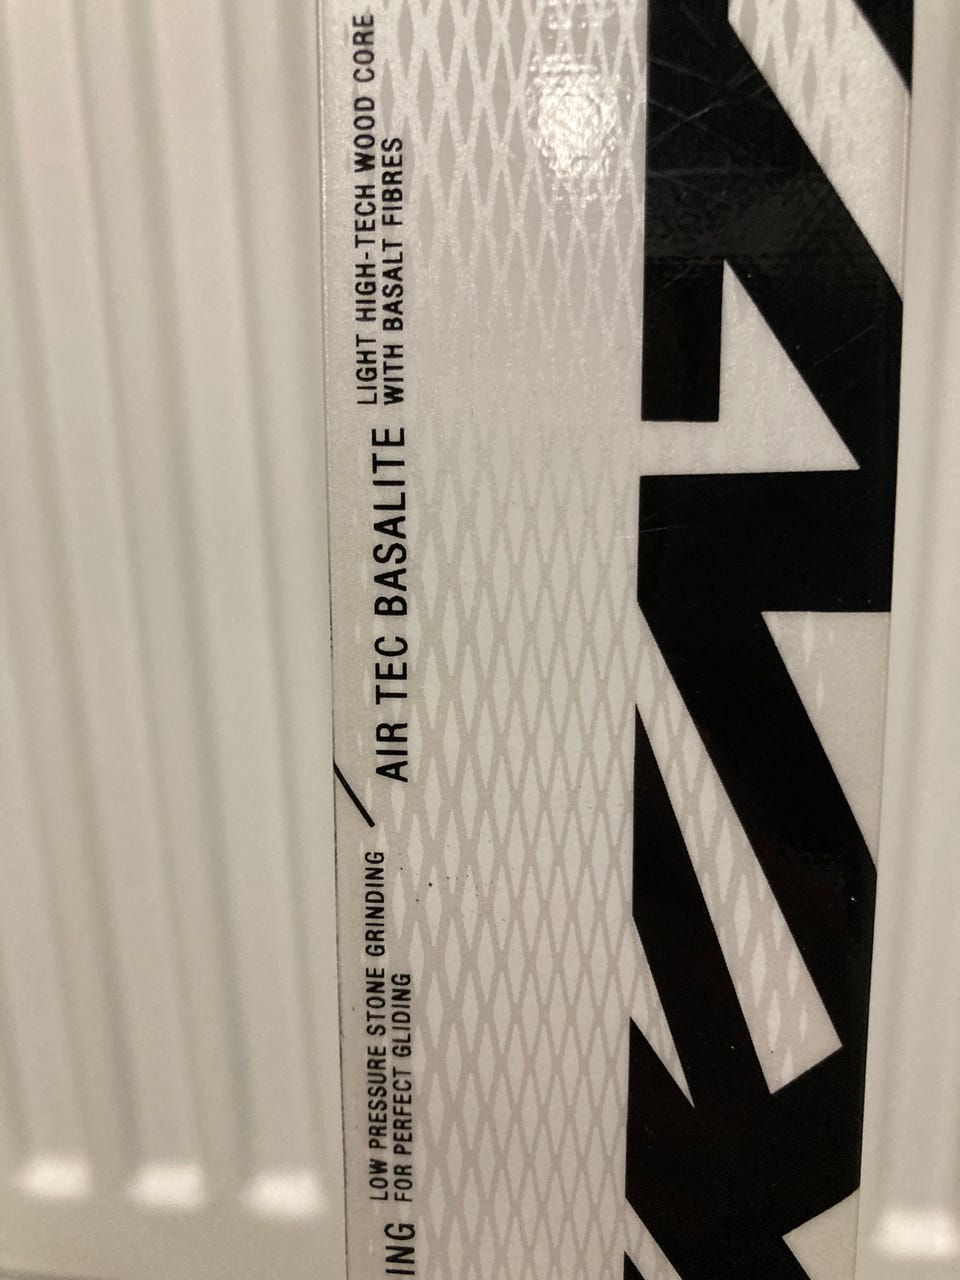 ING
LOW PRESSURE STONE GRINDING
FOR PERFECT GLIDING
AIR TEC BASALITE
LIGHT HIGH-TECH WOOD CORE
WITH BASALT FIBRES